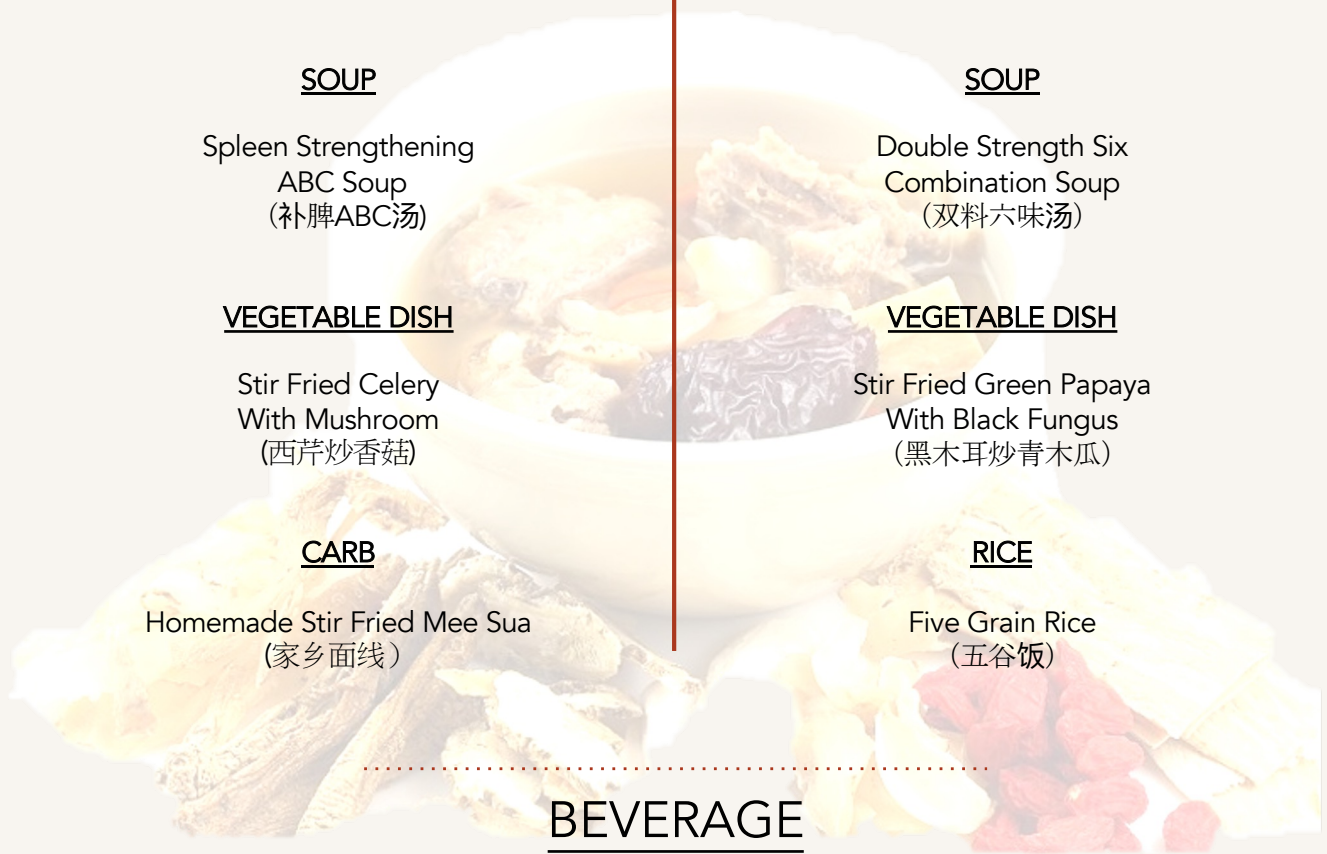 SOUP
Spleen Strengthening
ABC Soup
（补脾ABC汤)
VEGETABLE DISH
Stir Fried Celery
With Mushroom
(西芹炒香菇)
CARB
Homemade Stir Fried Mee Sua
(家乡面线）
SOUP
Double Strength Six
Combination Soup
（双料六味汤）
VEGETABLE DISH
Stir Fried Green Papaya
With Black Fungus
（黑木耳炒青木瓜）
RICE
Five Grain Rice
（五谷饭）
BEVERAGE